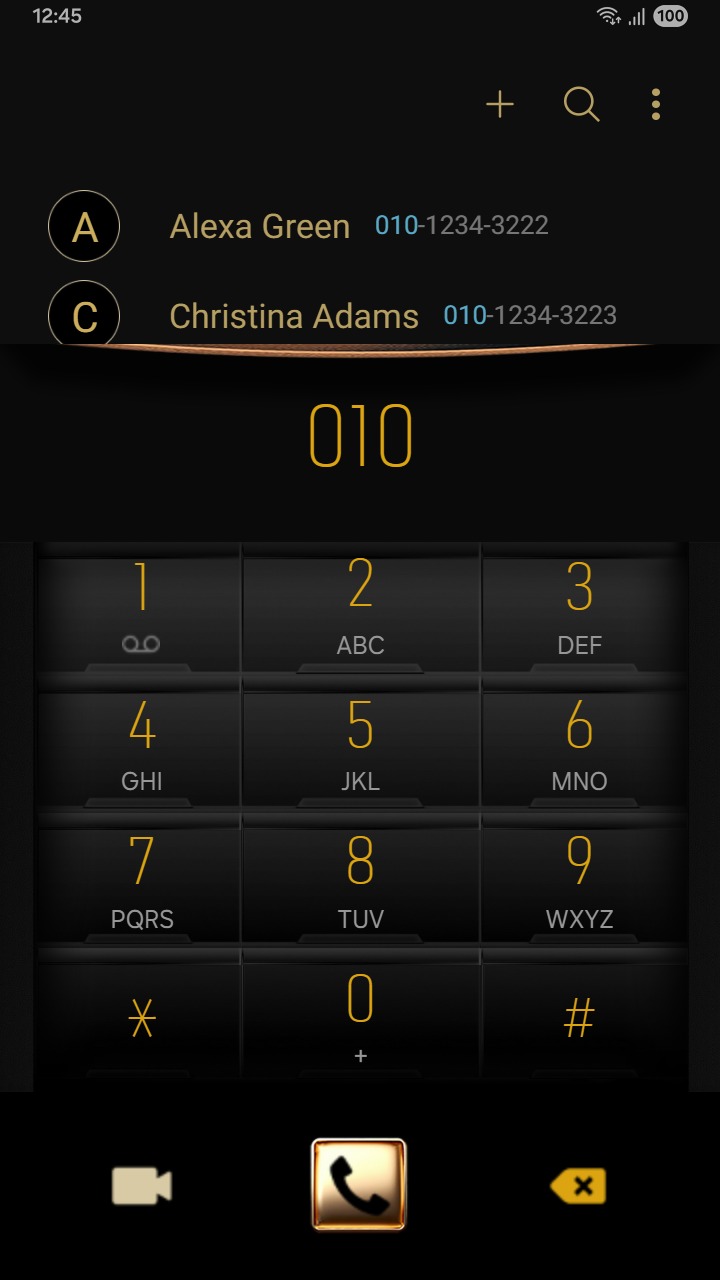 12:45 100
A Alexa Green 010-1234-3222
C Christina Adams 010-1234-3223
010
1 2 3
ABC DEF
4 5 6
GHI JKL MNO
7 8 9
PQRS TUV WXYZ
* 0 #
+